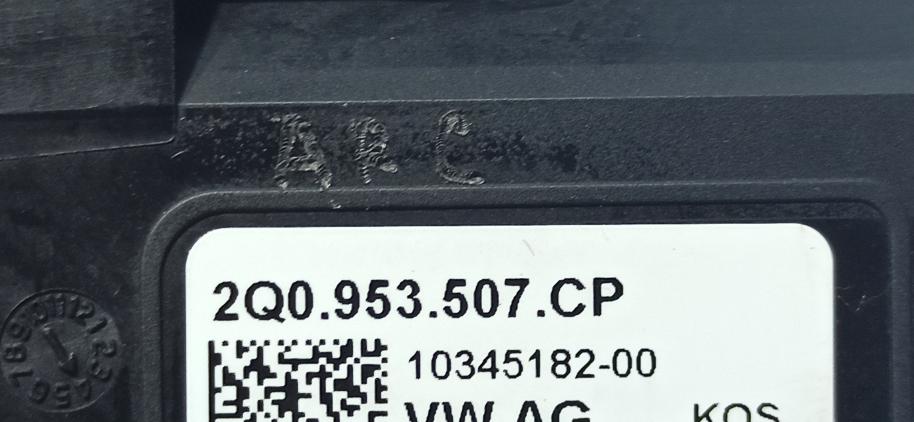 ARC
2Q0.953.507.CP
10345182-00
VW AG KOS